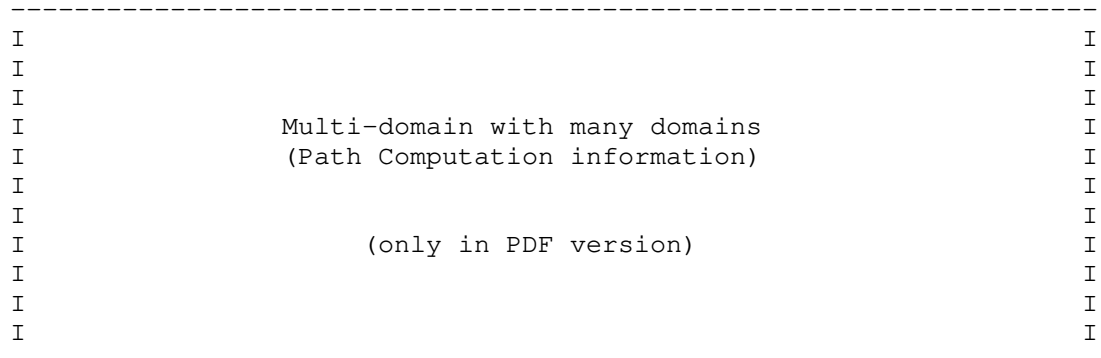 --------------------------------------------------------------------
I                                                                  I
I                                                                  I
I                                                                  I
I                Multi-domain with many domains                    I
I                (Path Computation information)                    I
I                                                                  I
I                                                                  I
I                     (only in PDF version)                        I
I                                                                  I
I                                                                  I
I                                                                  I